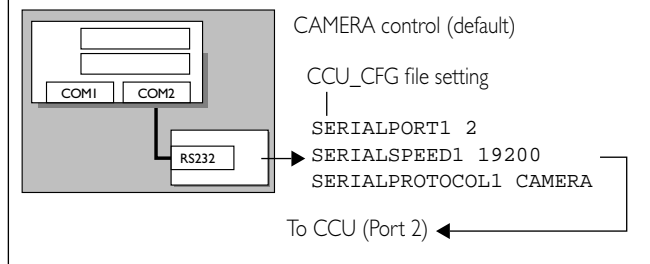 CAMERA control (default)
CCU_CFG file setting
COM1 COM2
SERIALPORT1 2
RS232 SERIALSPEED1 19200
SERIALPROTOCOL1 CAMERA
To CCU (Port 2)